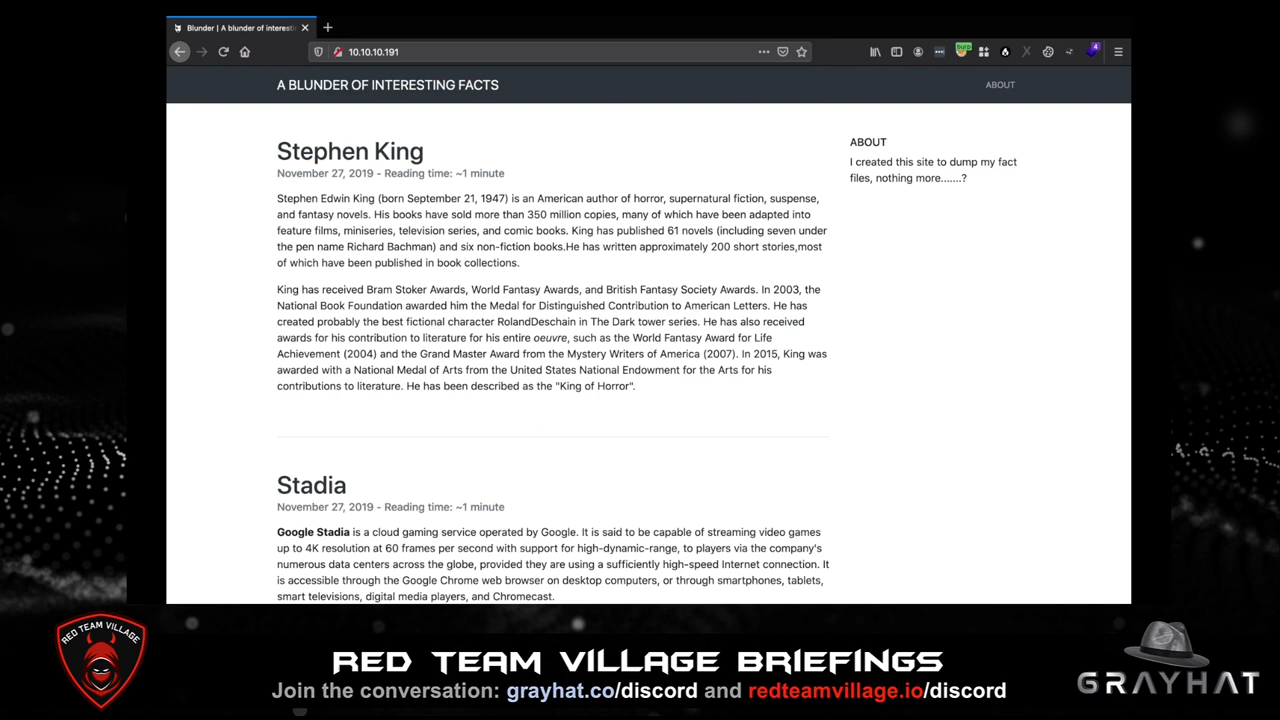 Blunder | A blunder of interesti
10.10.10.191
burp
4
A BLUNDER OF INTERESTING FACTS
ABOUT
Stephen King
November 27, 2019 - Reading time: ~1 minute
Stephen Edwin King (born September 21, 1947) is an American author of horror, supernatural fiction, suspense,
and fantasy novels. His books have sold more than 350 million copies, many of which have been adapted into
feature films, miniseries, television series, and comic books. King has published 61 novels (including seven under
the pen name Richard Bachman) and six non-fiction books.He has written approximately 200 short stories,most
of which have been published in book collections.
King has received Bram Stoker Awards, World Fantasy Awards, and British Fantasy Society Awards. In 2003, the
National Book Foundation awarded him the Medal for Distinguished Contribution to American Letters. He has
created probably the best fictional character RolandDeschain in The Dark tower series. He has also received
awards for his contribution to literature for his entire oeuvre, such as the World Fantasy Award for Life
Achievement (2004) and the Grand Master Award from the Mystery Writers of America (2007). In 2015, King was
awarded with a National Medal of Arts from the United States National Endowment for the Arts for his
contributions to literature. He has been described as the "King of Horror".
ABOUT
I created this site to dump my fact
files, nothing more.......?
Stadia
November 27, 2019 - Reading time: ~1 minute
Google Stadia is a cloud gaming service operated by Google. It is said to be capable of streaming video games
up to 4K resolution at 60 frames per second with support for high-dynamic-range, to players via the company's
numerous data centers across the globe, provided they are using a sufficiently high-speed Internet connection. It
is accessible through the Google Chrome web browser on desktop computers, or through smartphones, tablets,
smart televisions, digital media players, and Chromecast.
RED TEAM VILLAGE
RED TEAM VILLAGE BRIEFINGS
Join the conversation: grayhat.co/discord and redteamvillage.io/discord
GRAYHAT